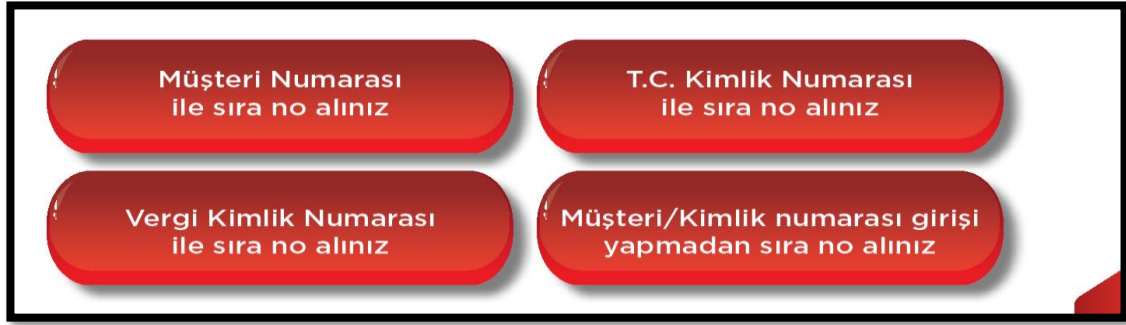 Müşteri Numarası
ile sıra no alınız
T.C. Kimlik Numarası
ile sıra no alınız
Vergi Kimlik Numarası
ile sıra no alınız
Müşteri/Kimlik numarası girişi
yapmadan sıra no alınız